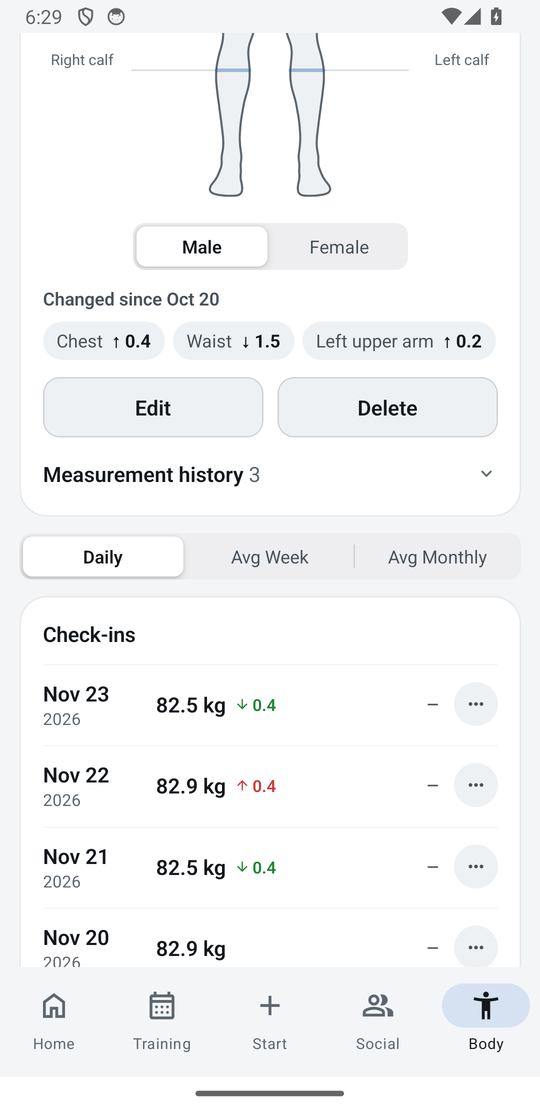 6:29
Right calf
Left calf
Male
Female
Changed since Oct 20
Chest ↑ 0.4
Waist ↓ 1.5
Left upper arm ↑ 0.2
Edit
Delete
Measurement history 3
Daily
Avg Week
Avg Monthly
Check-ins
Nov 23
2026
82.5 kg ↓ 0.4
–
Nov 22
2026
82.9 kg ↑ 0.4
–
Nov 21
2026
82.5 kg ↓ 0.4
–
Nov 20
2026
82.9 kg
–
Home
Training
Start
Social
Body